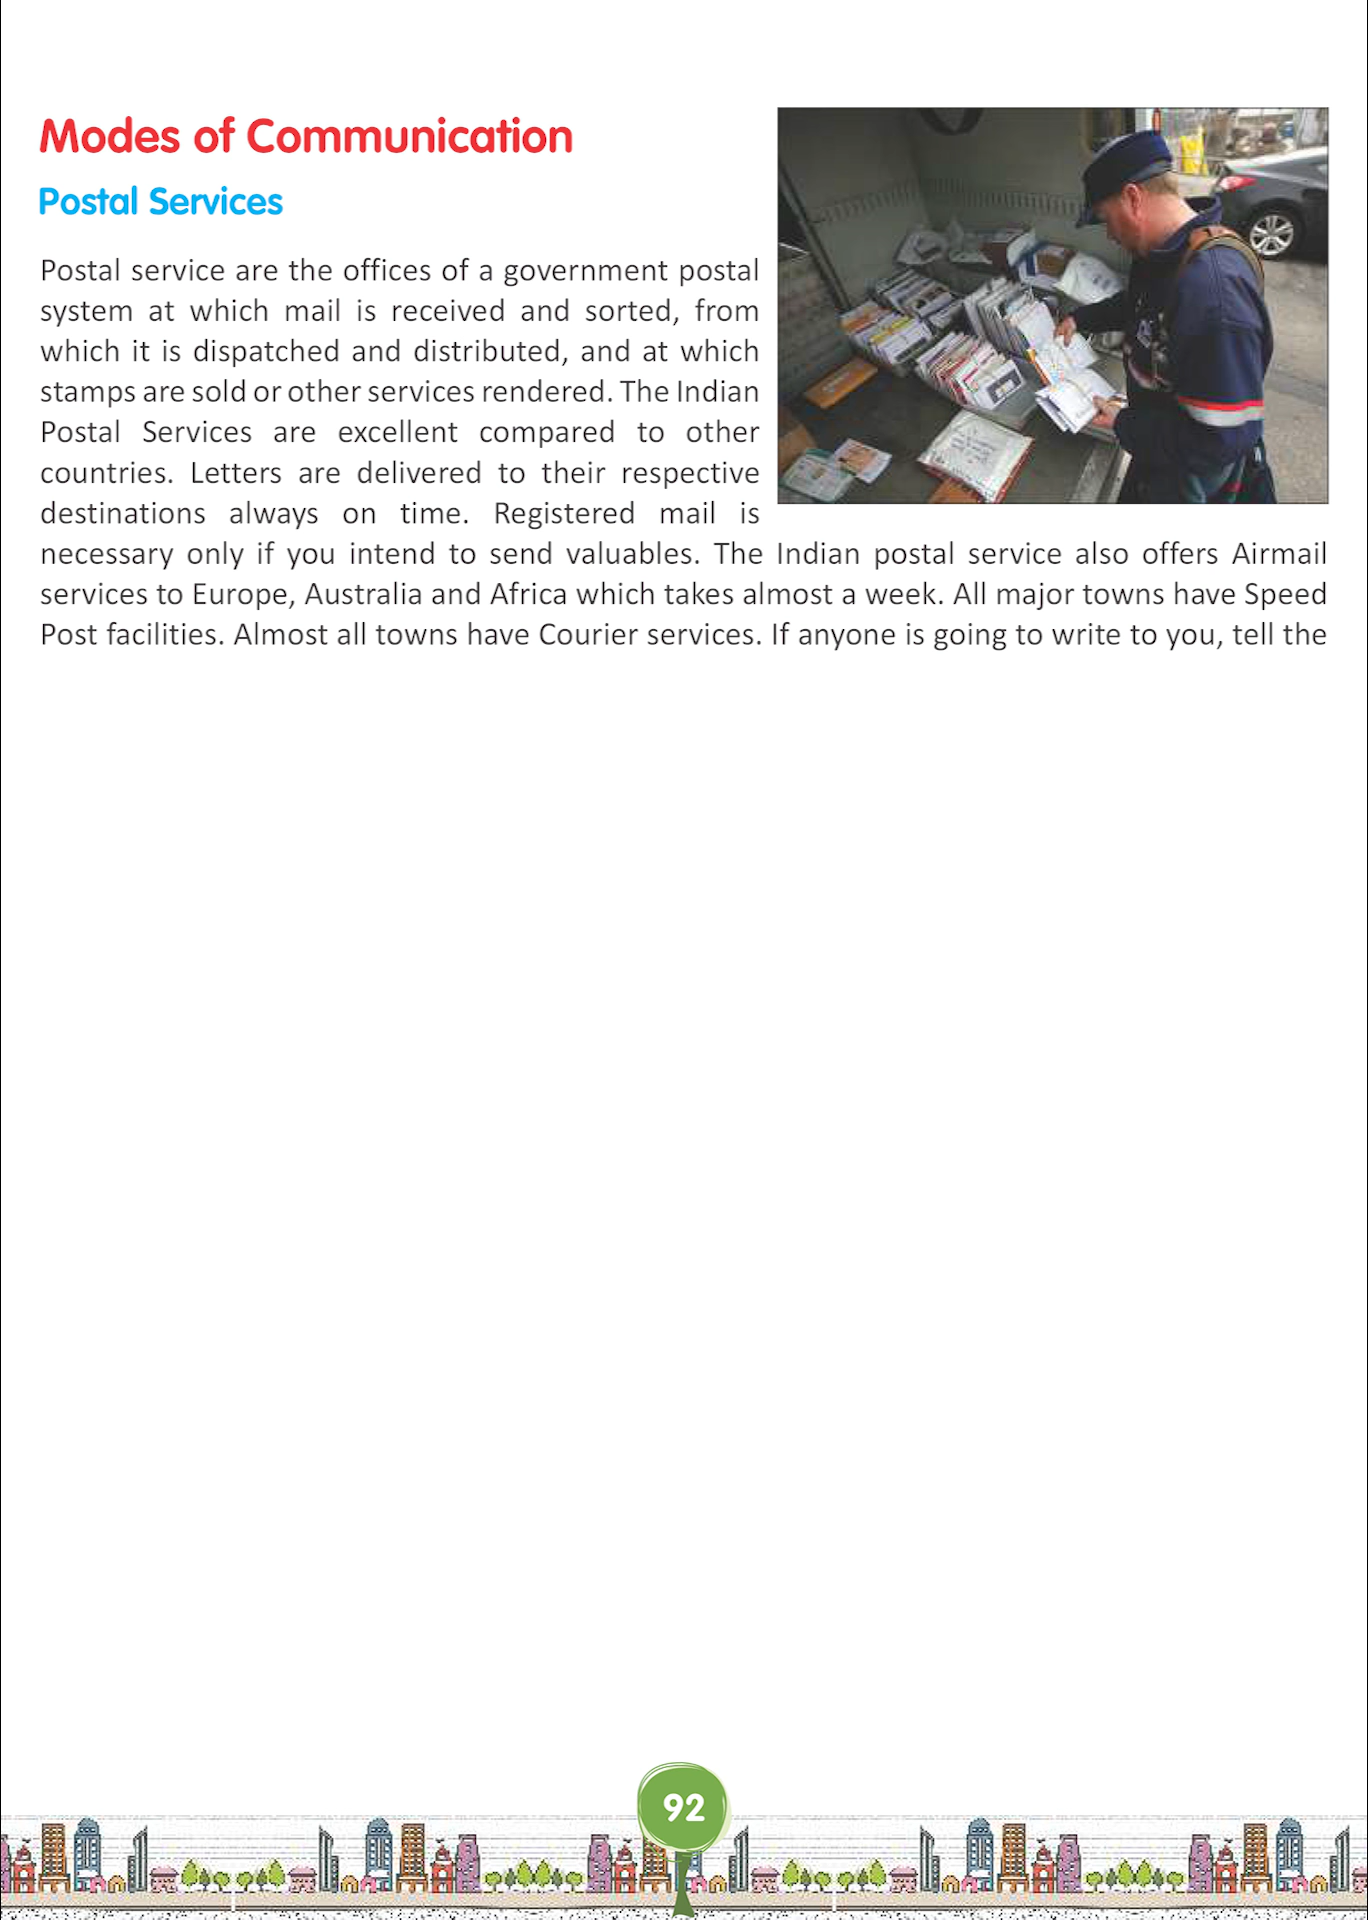 Modes of Communication
Postal Services
Postal service are the offices of a government postal
system at which mail is received and sorted, from
which it is dispatched and distributed, and at which
stamps are sold or other services rendered. The Indian
Postal Services are excellent compared to other
countries. Letters are delivered to their respective
destinations always on time. Registered mail is
necessary only if you intend to send valuables. The Indian postal service also offers Airmail
services to Europe, Australia and Africa which takes almost a week. All major towns have Speed
Post facilities. Almost all towns have Courier services. If anyone is going to write to you, tell the
92